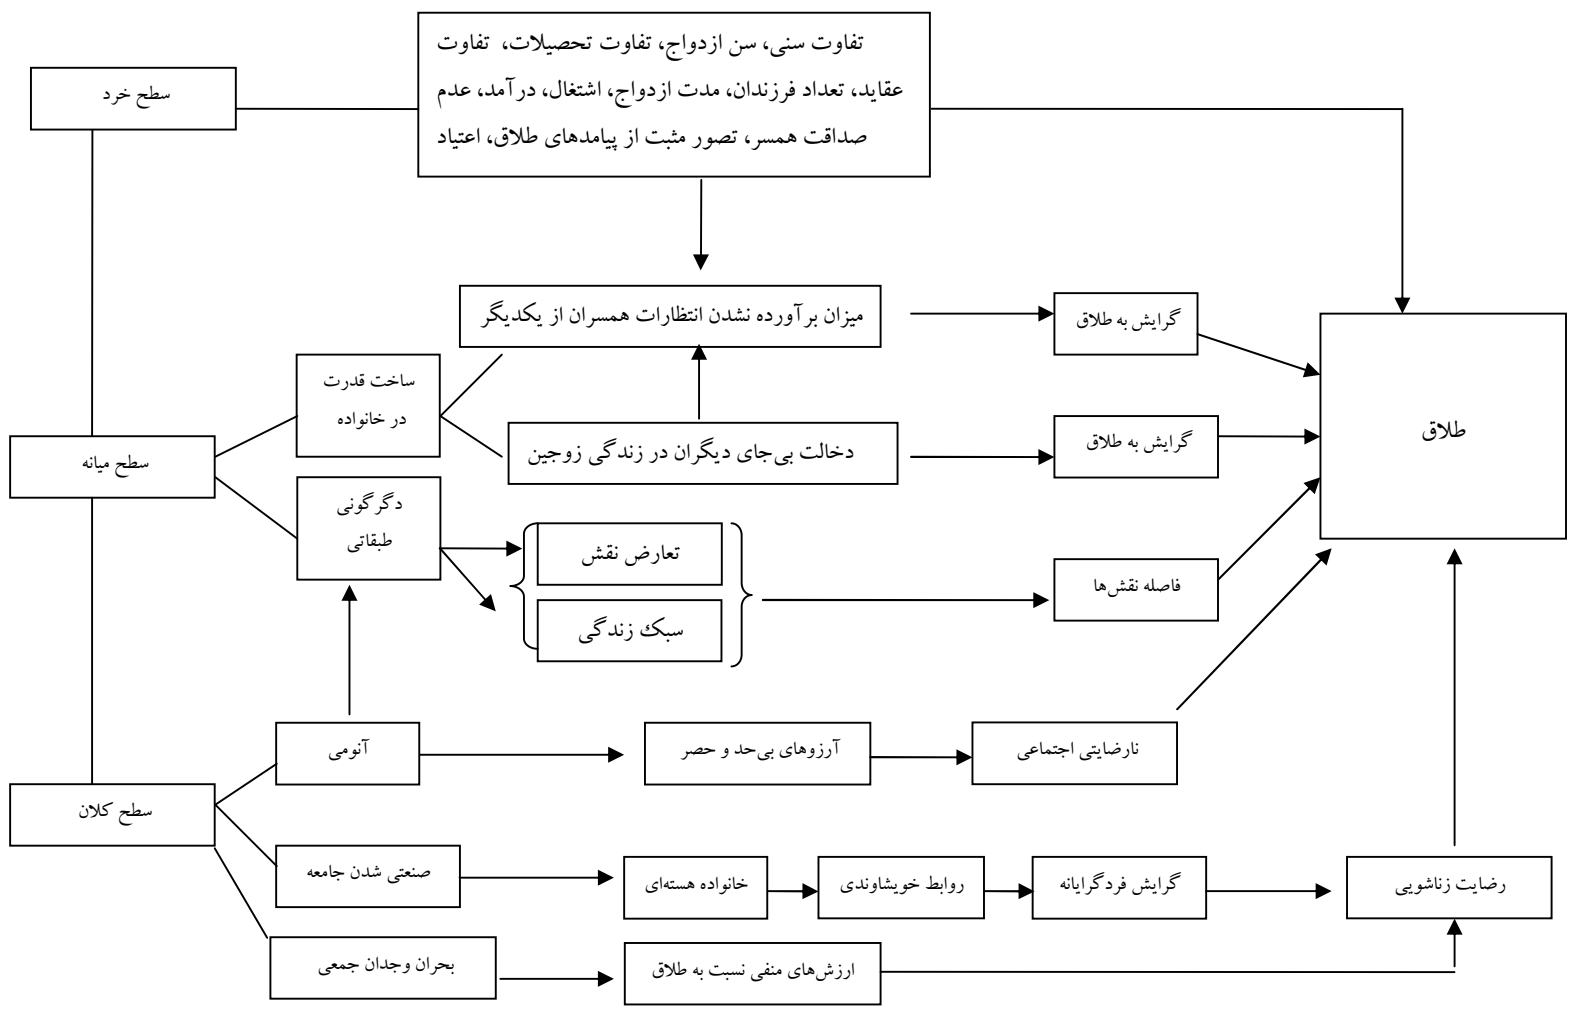 تفاوت سنی، سن ازدواج، تفاوت تحصیلات، تفاوت
عقاید، تعداد فرزندان، مدت ازدواج، اشتغال، درآمد، عدم
صداقت همسر، تصور مثبت از پیامدهای طلاق، اعتیاد
سطح خرد
میزان برآورده نشدن انتظارات همسران از یکدیگر
گرایش به طلاق
ساخت قدرت
در خانواده
دخالت بی‌جای دیگران در زندگی زوجین
گرایش به طلاق
طلاق
سطح میانه
دگرگونی
طبقاتی
تعارض نقش
سبک زندگی
فاصله نقش‌ها
آنومی
آرزوهای بی‌حد و حصر
نارضایتی اجتماعی
سطح کلان
صنعتی شدن جامعه
خانواده هسته‌ای
روابط خویشاوندی
گرایش فردگرایانه
رضایت زناشویی
بحران وجدان جمعی
ارزش‌های منفی نسبت به طلاق